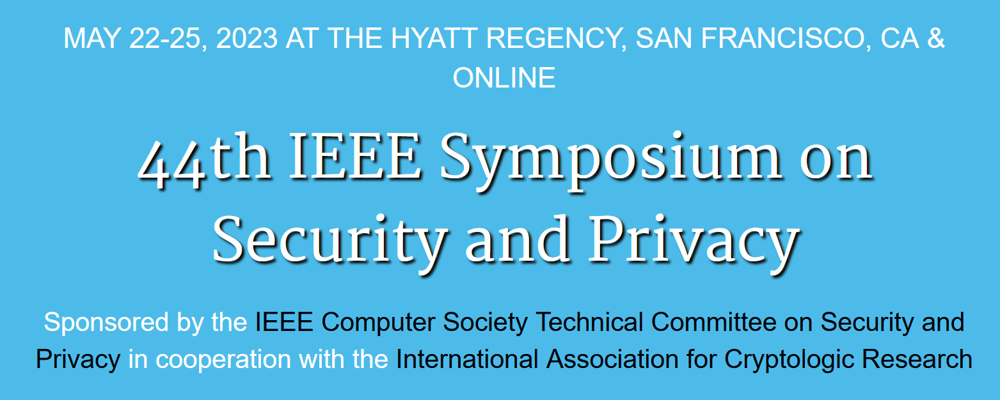 MAY 22-25, 2023 AT THE HYATT REGENCY, SAN FRANCISCO, CA &
ONLINE
44th IEEE Symposium on
Security and Privacy
Sponsored by the IEEE Computer Society Technical Committee on Security and
Privacy in cooperation with the International Association for Cryptologic Research